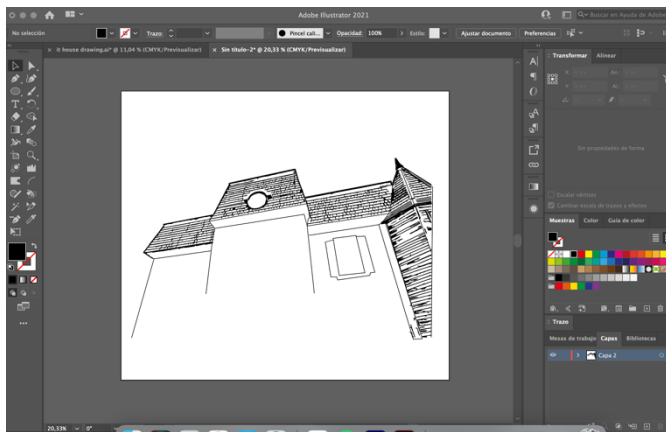 Adobe Illustrator 2021
Buscar en Ayuda de Adobe
No selección
Trazo:
Pincel cali...
Opacidad: 100%
Estilo:
Ajustar documento
Preferencias
× it house drawing.ai* @ 11,04 % (CMYK/Previsualizar)
× Sin título-2* @ 20,33 % (CMYK/Previsualizar)
Transformar Alinear
Sin propiedades de forma
Escalar vértices
Cambiar escala de trazos y efectos
Muestras Color Guía de color
Trazo
Mesas de trabajo Capas Bibliotecas
Capa 2
20,33% 0°